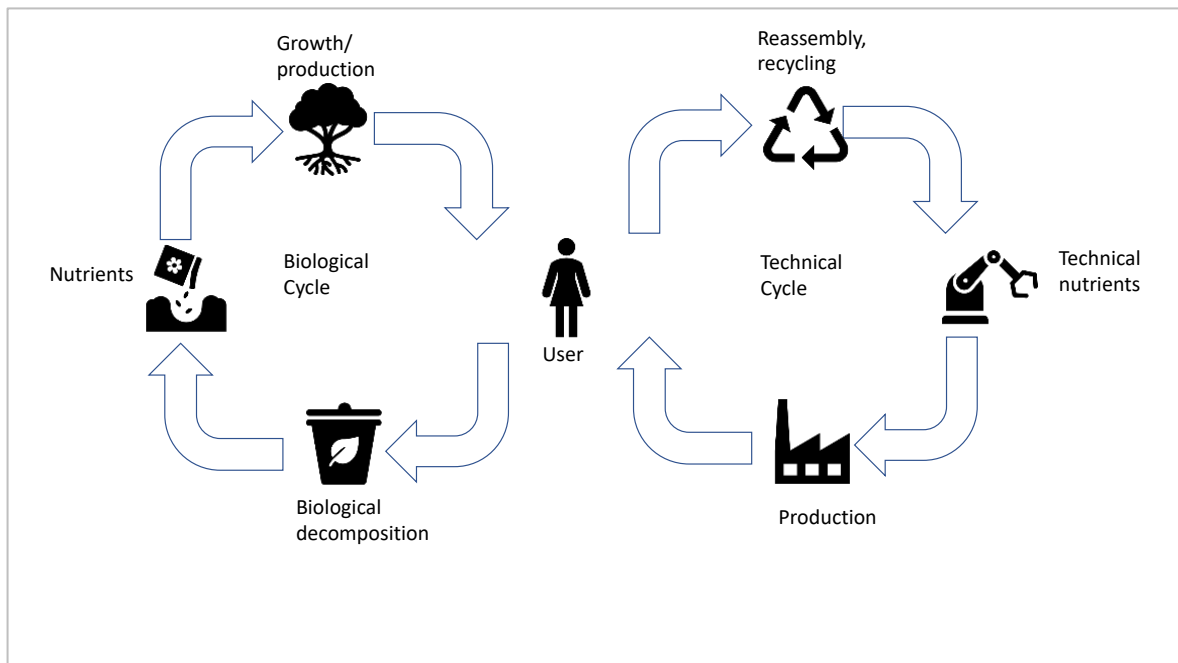 Growth/
production
Reassembly,
recycling
Nutrients
Biological
Cycle
User
Technical
Cycle
Technical
nutrients
Biological
decomposition
Production